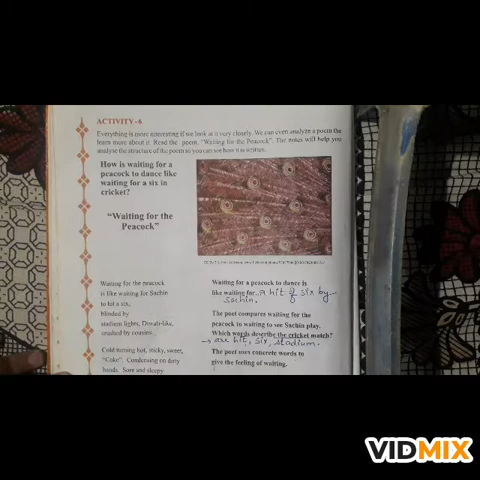 ACTIVITY-6
Everything is more interesting if we look at it very closely. We can even analyze a poem the
learn more about it. Read the poem, "Waiting for the Peacock". The notes will help you
analyse the structure of the poem so you can see how it is written.
How is waiting for a
peacock to dance like
waiting for a six in
cricket?
"Waiting for the
Peacock"
Waiting for the peacock
is like waiting for Sachin
to hit a six,
blinded by
stadium lights, Diwali-like,
crushed by cousins.
Cold turning hot, sticky, sweet,
"Coke". Condensing on dirty
hands. Sore and sleepy
Waiting for a peacock to dance is
like waiting for.. a hit of six by
Sachin.
The poet compares waiting for the
peacock to waiting to see Sachin play.
Which words describe the cricket match?
→ are hit, six, stadium.
The poet uses concrete words to
give the feeling of waiting.
VIDMIX